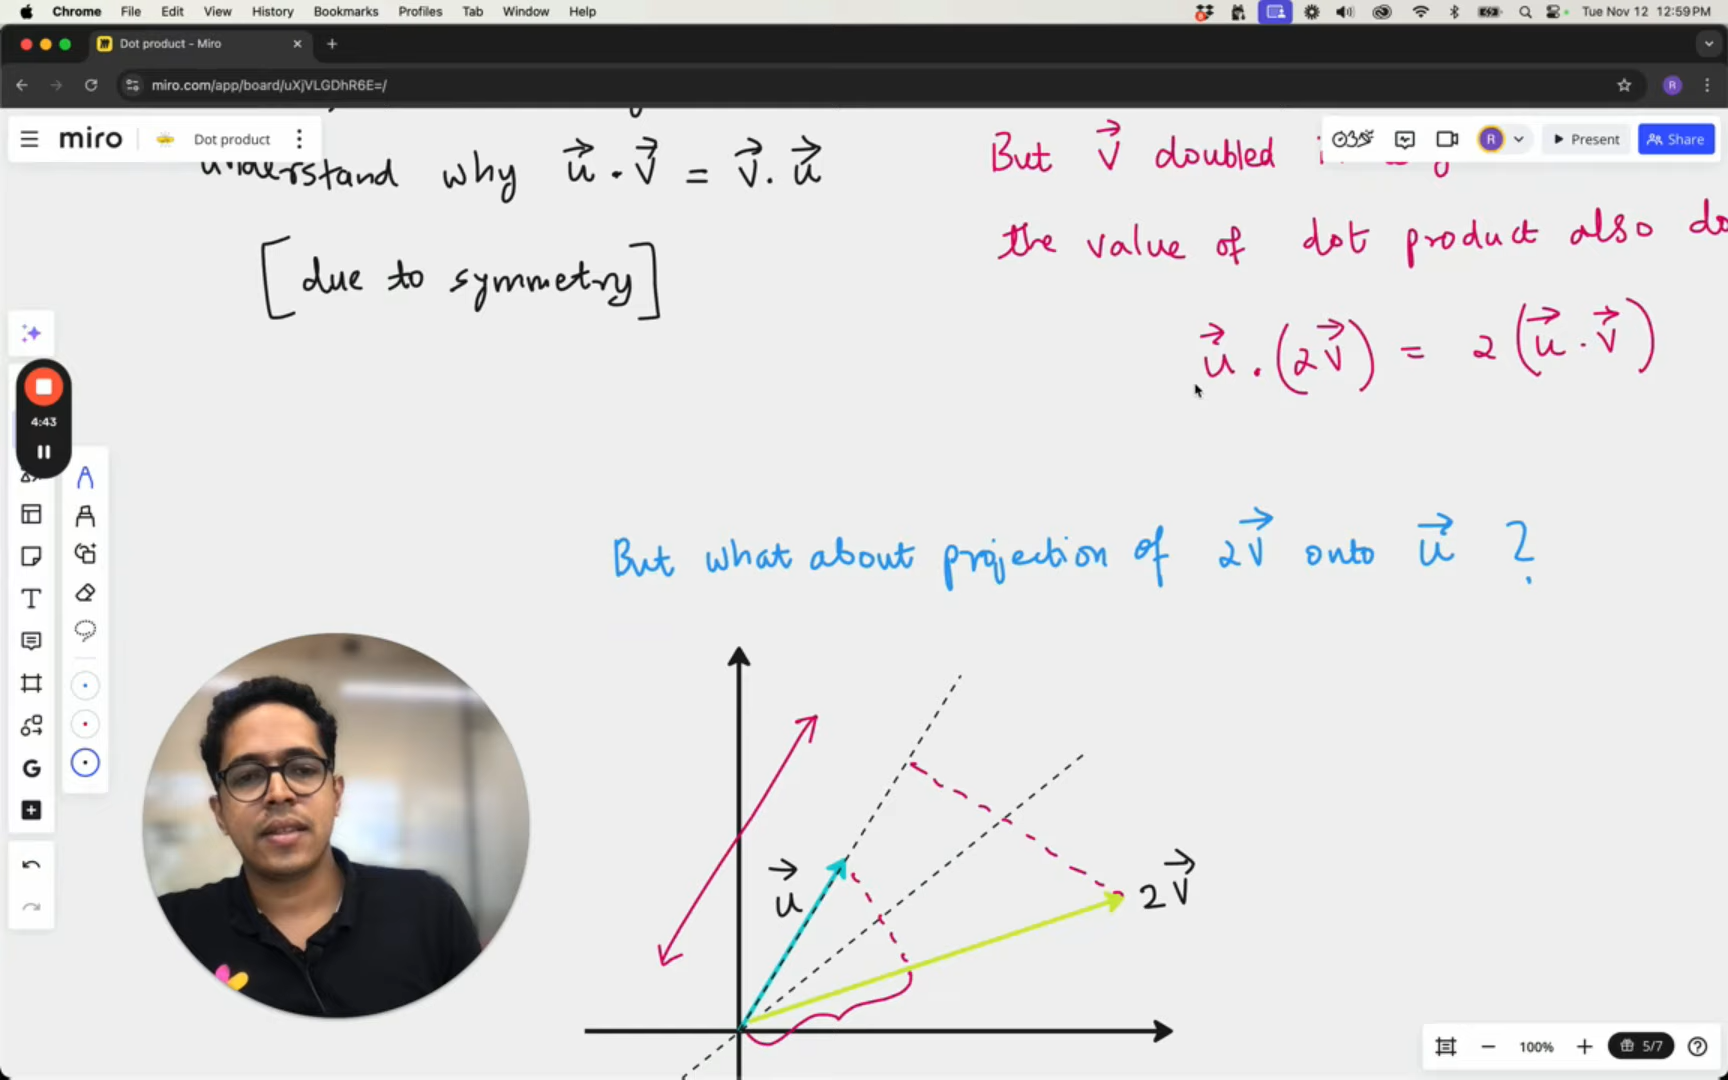 Chrome File Edit View History Bookmarks Profiles Tab Window Help Tue Nov 12 12:59 PM
Dot product - Miro
miro.com/app/board/uXjVLGDhR6E=/ R
miro Dot product R Present Share
understand why u⃗ · v⃗ = v⃗ . u⃗
[due to symmetry]
But v⃗ doubled
the value of dot product also
u⃗ . (2v⃗) = 2 (u⃗ . v⃗)
4:43
But what about projection of 2v⃗ onto u⃗ ?
u⃗
2v⃗
T
G
100% 5/7